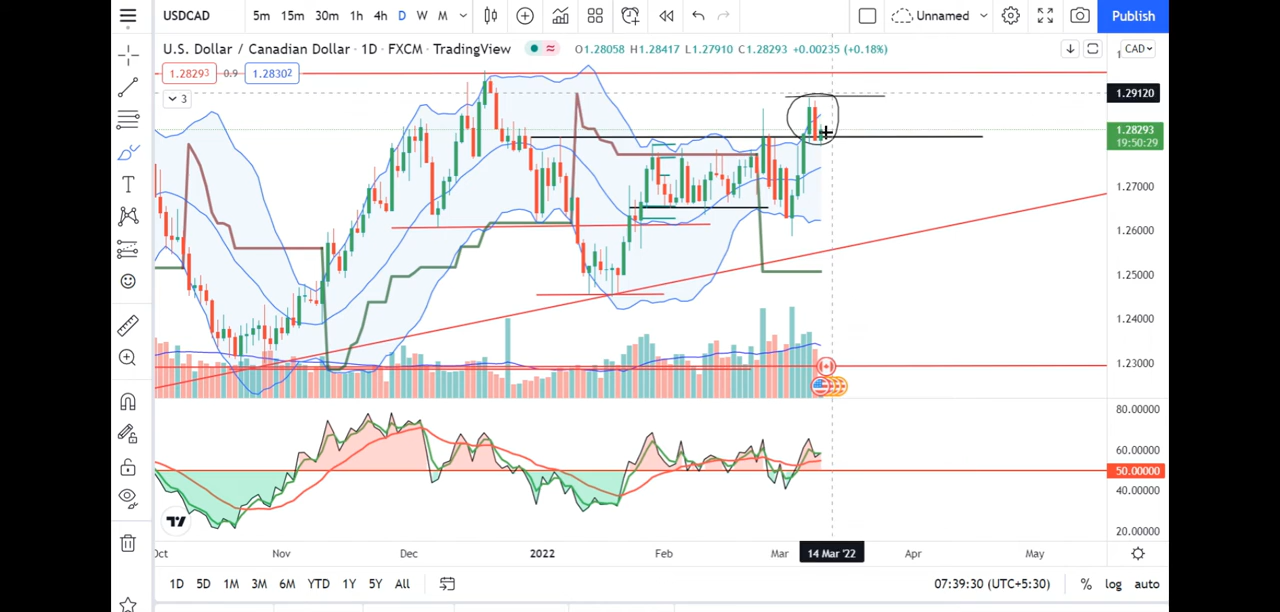 USDCAD 5m 15m 30m 1h 4h D W M Unnamed Publish
U.S. Dollar / Canadian Dollar · 1D · FXCM · TradingView O1.28058 H1.28417 L1.27910 C1.28293 +0.00235 (+0.18%) CAD
1.28293 0.9 1.28302
3
1.29120
1.28293
19:50:29
1.27000
1.26000
1.25000
1.24000
1.23000
80.00000
60.00000
50.00000
40.00000
20.00000
Oct Nov Dec 2022 Feb Mar 14 Mar '22 Apr May
1D 5D 1M 3M 6M YTD 1Y 5Y All 07:39:30 (UTC+5:30) % log auto